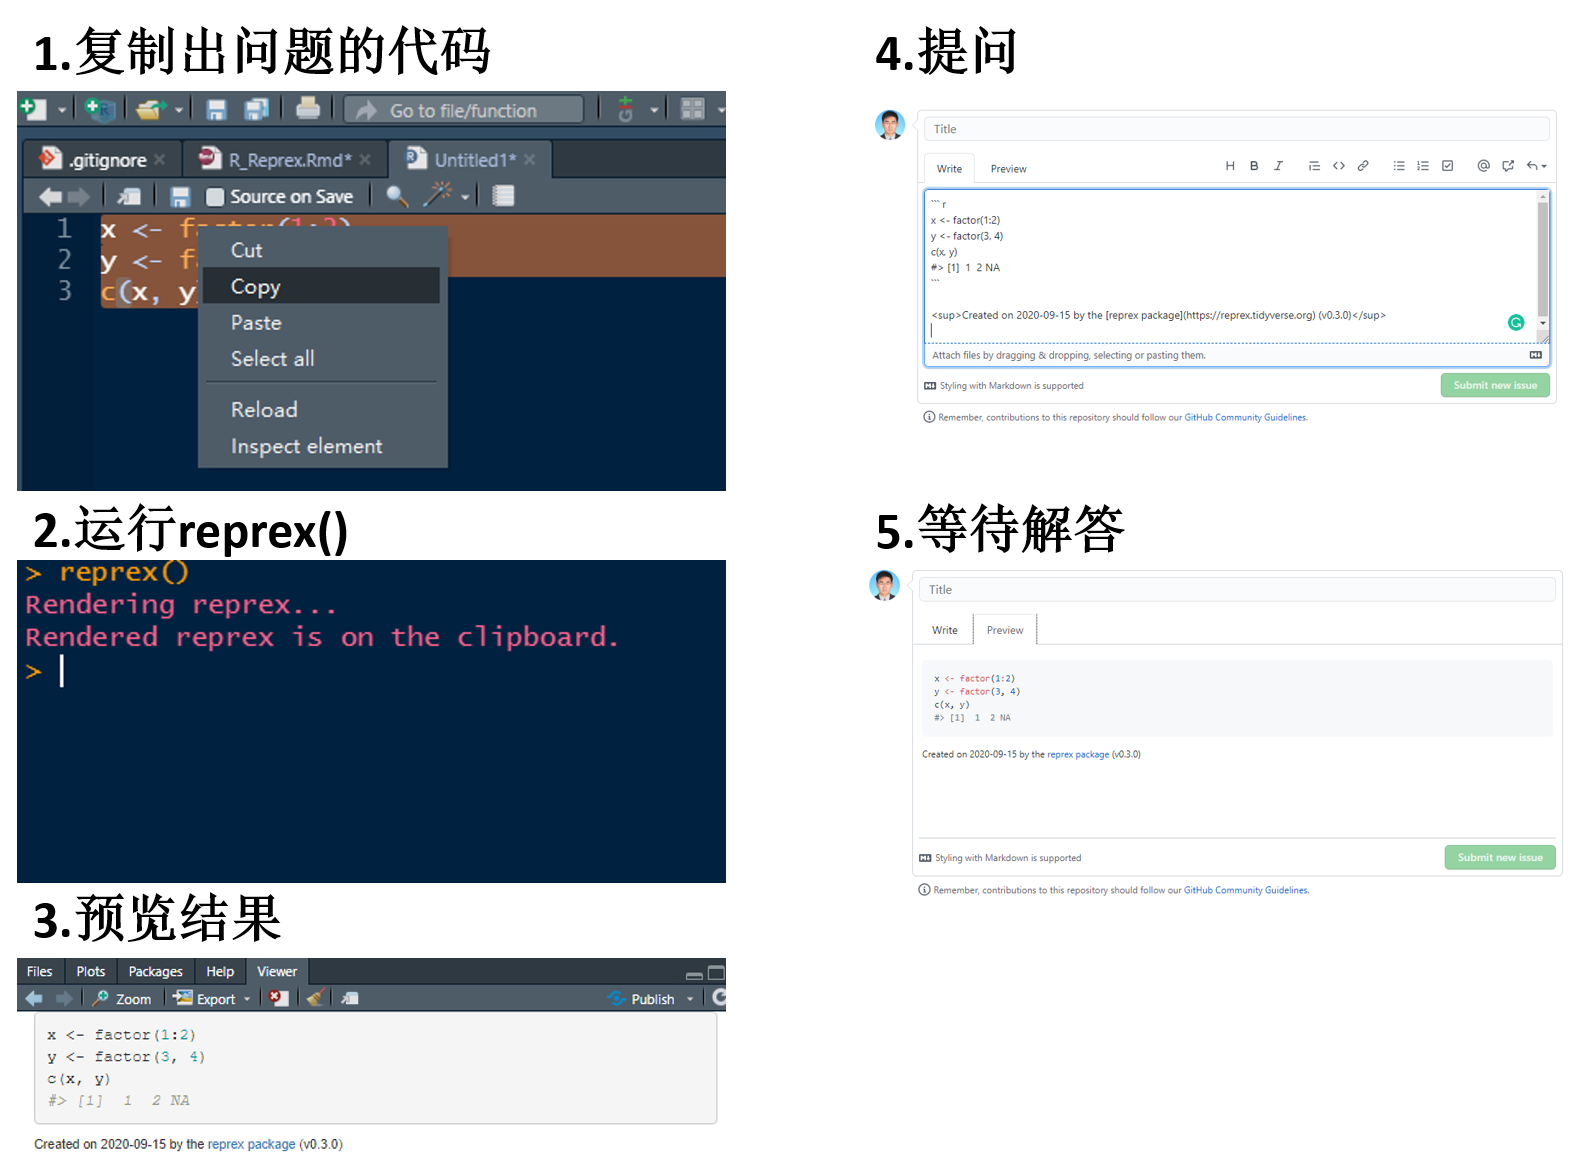 1.复制出问题的代码
Go to file/function
.gitignore
R_Reprex.Rmd*
Untitled1*
Source on Save
1 x <-
2 y <-
3 c(x, y
Cut
Copy
Paste
Select all
Reload
Inspect element
2.运行reprex()
> reprex()
Rendering reprex...
Rendered reprex is on the clipboard.
>
3.预览结果
Files Plots Packages Help Viewer
Zoom Export Publish
x <- factor(1:2)
y <- factor(3, 4)
c(x, y)
#> [1]  1  2 NA
Created on 2020-09-15 by the reprex package (v0.3.0)
4.提问
Title
Write Preview
``` r
x <- factor(1:2)
y <- factor(3, 4)
c(x, y)
#> [1]  1  2 NA
```
<sup>Created on 2020-09-15 by the [reprex package](https://reprex.tidyverse.org) (v0.3.0)</sup>
Attach files by dragging & dropping, selecting or pasting them.
Styling with Markdown is supported
Submit new issue
Remember, contributions to this repository should follow our GitHub Community Guidelines.
5.等待解答
Title
Write Preview
x <- factor(1:2)
y <- factor(3, 4)
c(x, y)
#> [1]  1  2 NA
Created on 2020-09-15 by the reprex package (v0.3.0)
Styling with Markdown is supported
Submit new issue
Remember, contributions to this repository should follow our GitHub Community Guidelines.